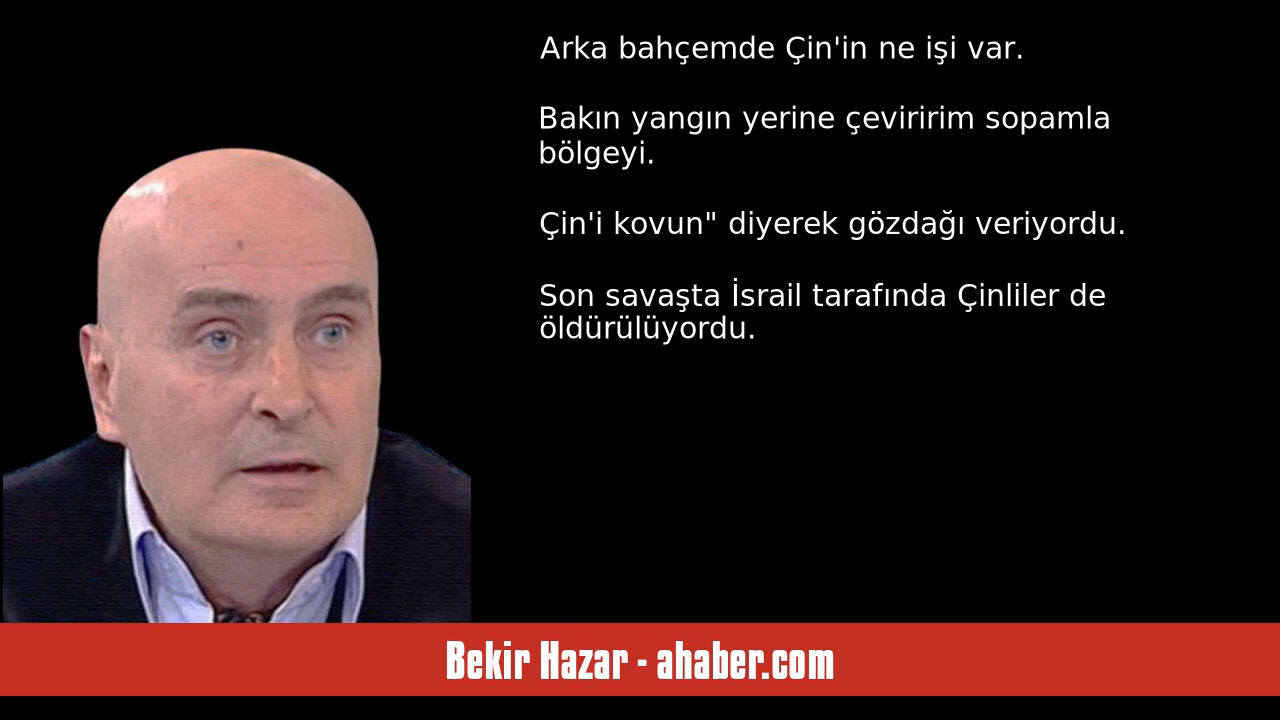 Arka bahçemde Çin'in ne işi var.
Bakın yangın yerine çeviririm sopamla
bölgeyi.
Çin'i kovun" diyerek gözdağı veriyordu.
Son savaşta İsrail tarafında Çinliler de
öldürülüyordu.
Bekir Hazar - ahaber.com